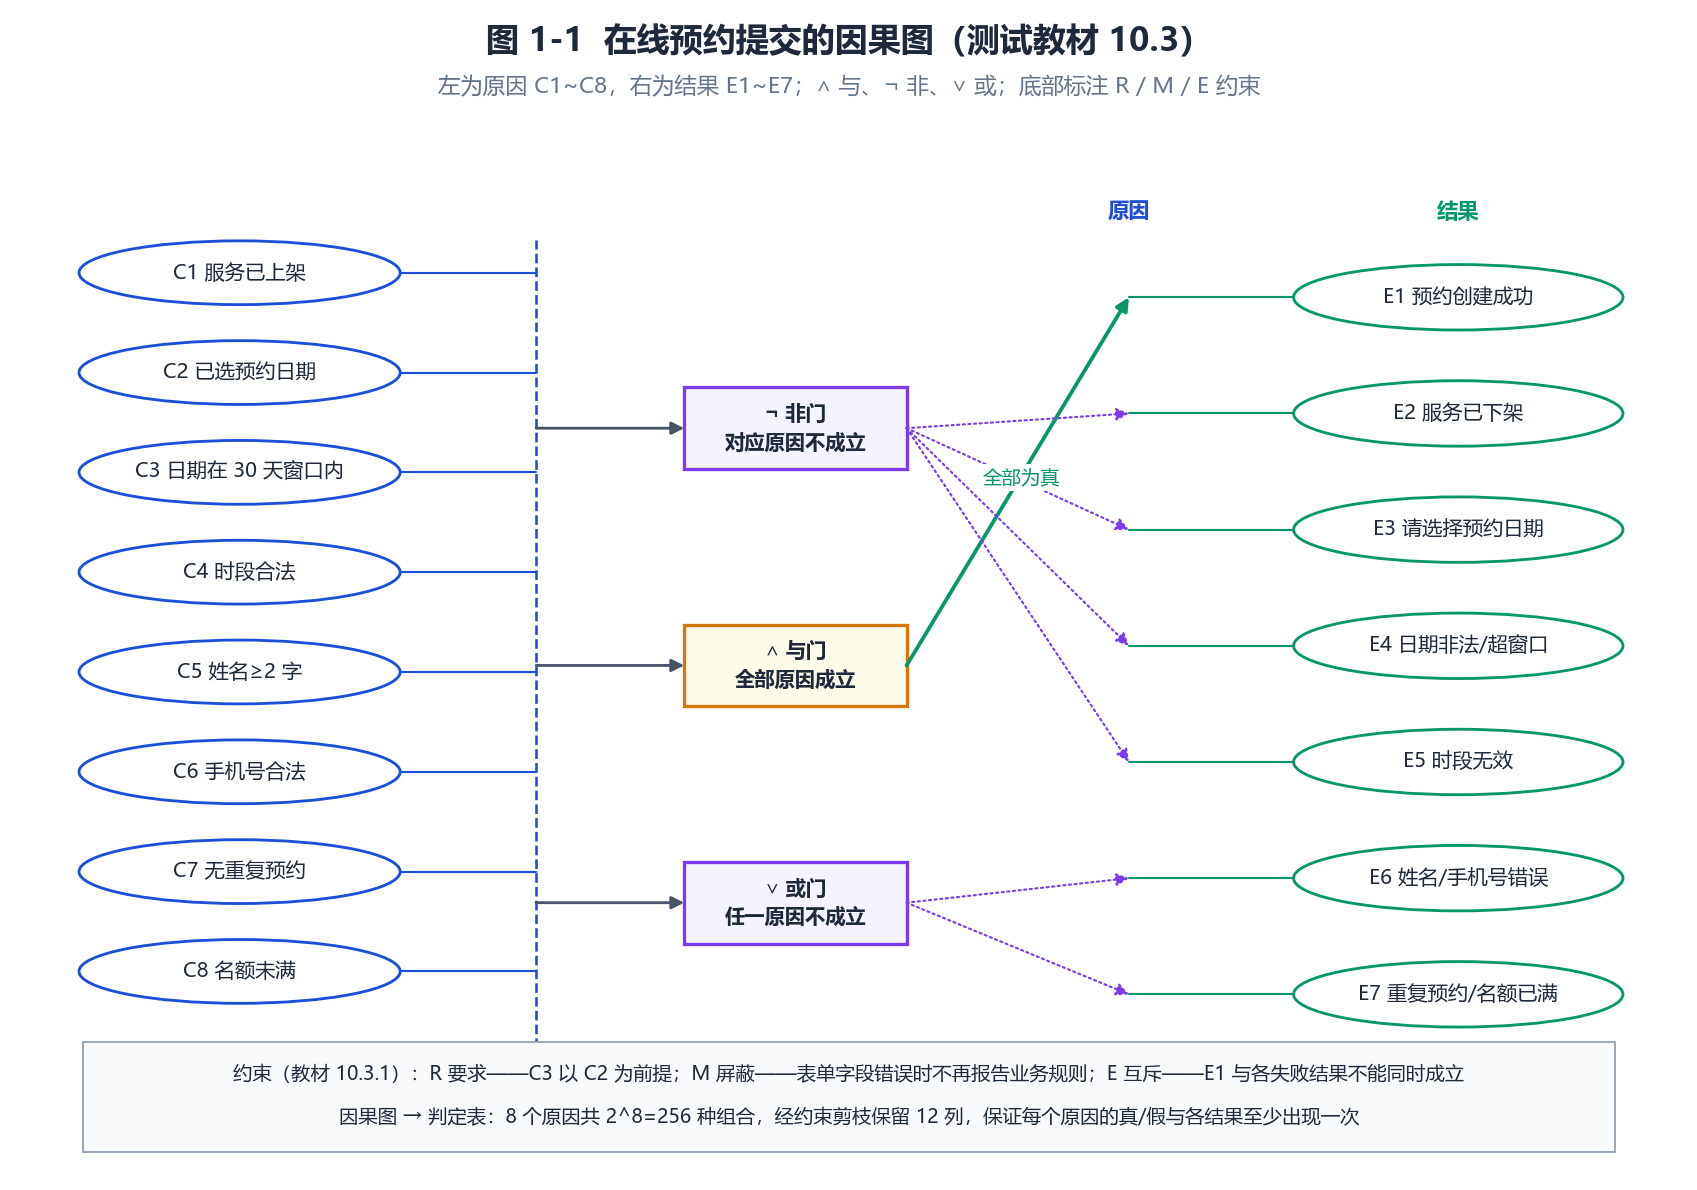 图 1-1 在线预约提交的因果图（测试教材 10.3）
左为原因 C1~C8，右为结果 E1~E7；∧ 与、¬ 非、∨ 或；底部标注 R / M / E 约束
原因
结果
C1 服务已上架
C2 已选预约日期
C3 日期在 30 天窗口内
C4 时段合法
C5 姓名≥2 字
C6 手机号合法
C7 无重复预约
C8 名额未满
¬ 非门
对应原因不成立
∧ 与门
全部原因成立
∨ 或门
任一原因不成立
全部为真
E1 预约创建成功
E2 服务已下架
E3 请选择预约日期
E4 日期非法/超窗口
E5 时段无效
E6 姓名/手机号错误
E7 重复预约/名额已满
约束（教材 10.3.1）：R 要求——C3 以 C2 为前提；M 屏蔽——表单字段错误时不再报告业务规则；E 互斥——E1 与各失败结果不能同时成立
因果图 → 判定表：8 个原因共 2^8=256 种组合，经约束剪枝保留 12 列，保证每个原因的真/假与各结果至少出现一次